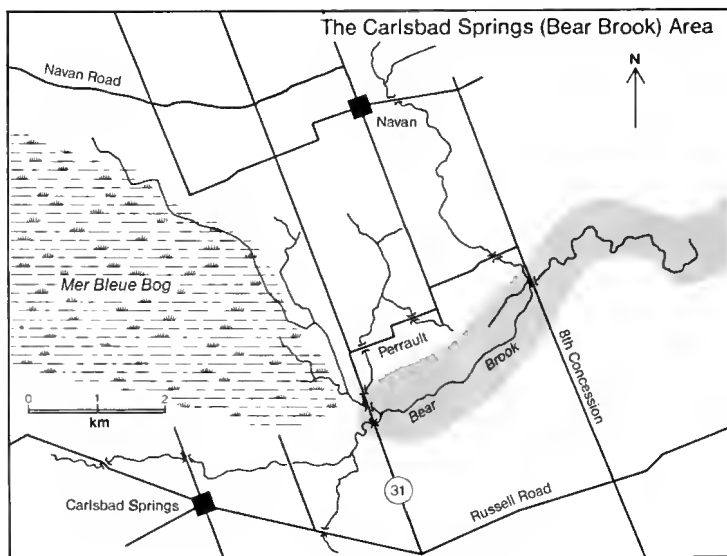 The Carlsbad Springs (Bear Brook) Area
N
Navan Road
Navan
Mer Bleue Bog
Perrault
8th Concession
Brook
Bear
0 1 2
km
31
Carlsbad Springs
Russell Road